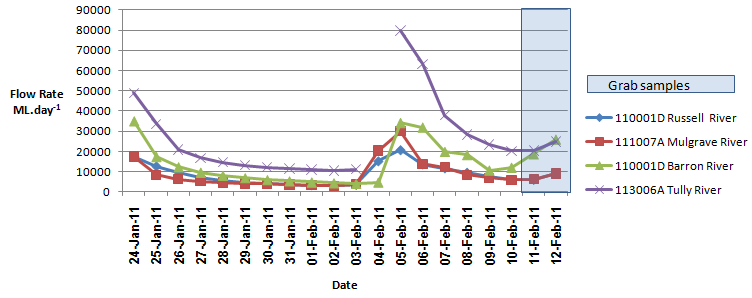 90000
80000
70000
60000
50000
40000
30000
20000
10000
0
Flow Rate
ML.day-1
24-Jan-11
25-Jan-11
26-Jan-11
27-Jan-11
28-Jan-11
29-Jan-11
30-Jan-11
31-Jan-11
01-Feb-11
02-Feb-11
03-Feb-11
04-Feb-11
05-Feb-11
06-Feb-11
07-Feb-11
08-Feb-11
09-Feb-11
10-Feb-11
11-Feb-11
12-Feb-11
Date
Grab samples
110001D Russell River
111007A Mulgrave River
110001D Barron River
113006A Tully River